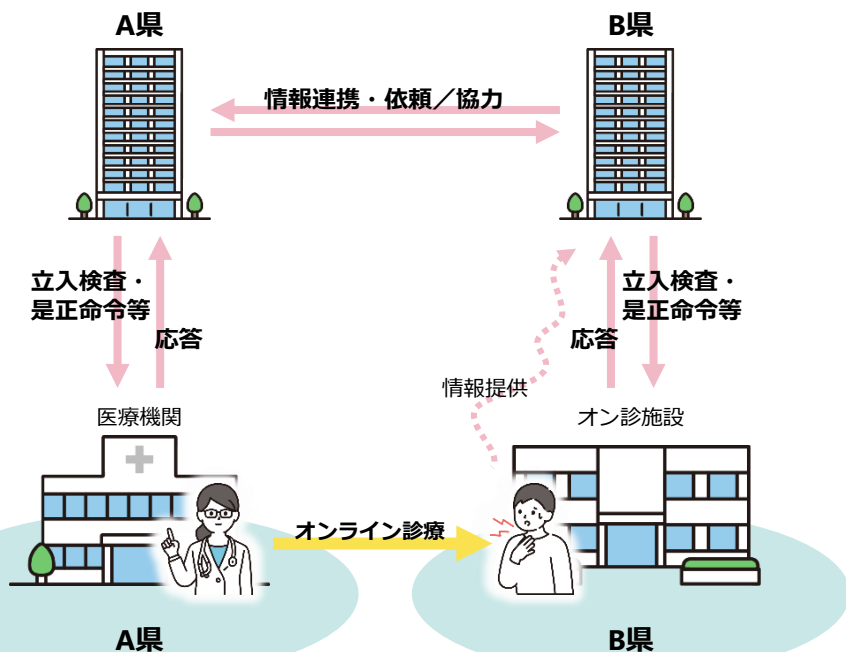 A県
B県
情報連携・依頼／協力
立入検査・
是正命令等
応答
応答
立入検査・
是正命令等
情報提供
医療機関
オン診施設
オンライン診療
A県
B県